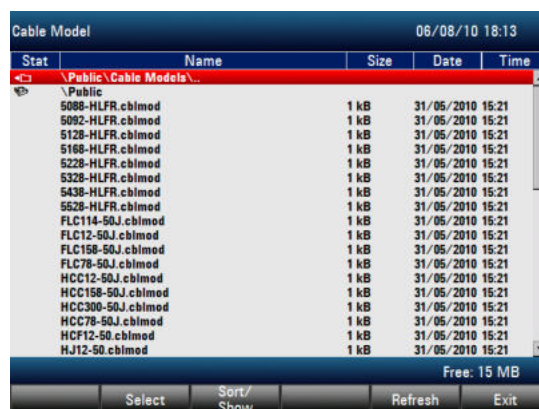 Cable Model 06/08/10 18:13
Stat Name Size Date Time
\Public\Cable Models\..
\Public
5088-HLFR.cblmod 1 kB 31/05/2010 15:21
5092-HLFR.cblmod 1 kB 31/05/2010 15:21
5128-HLFR.cblmod 1 kB 31/05/2010 15:21
5168-HLFR.cblmod 1 kB 31/05/2010 15:21
5228-HLFR.cblmod 1 kB 31/05/2010 15:21
5328-HLFR.cblmod 1 kB 31/05/2010 15:21
5438-HLFR.cblmod 1 kB 31/05/2010 15:21
5528-HLFR.cblmod 1 kB 31/05/2010 15:21
FLC114-50J.cblmod 1 kB 31/05/2010 15:21
FLC12-50J.cblmod 1 kB 31/05/2010 15:21
FLC158-50J.cblmod 1 kB 31/05/2010 15:21
FLC78-50J.cblmod 1 kB 31/05/2010 15:21
HCC12-50J.cblmod 1 kB 31/05/2010 15:21
HCC158-50J.cblmod 1 kB 31/05/2010 15:21
HCC300-50J.cblmod 1 kB 31/05/2010 15:21
HCC78-50J.cblmod 1 kB 31/05/2010 15:21
HCF12-50.cblmod 1 kB 31/05/2010 15:21
HJ12-50.cblmod 1 kB 31/05/2010 15:21
Free: 15 MB
Select Sort/ Refresh Exit
Show